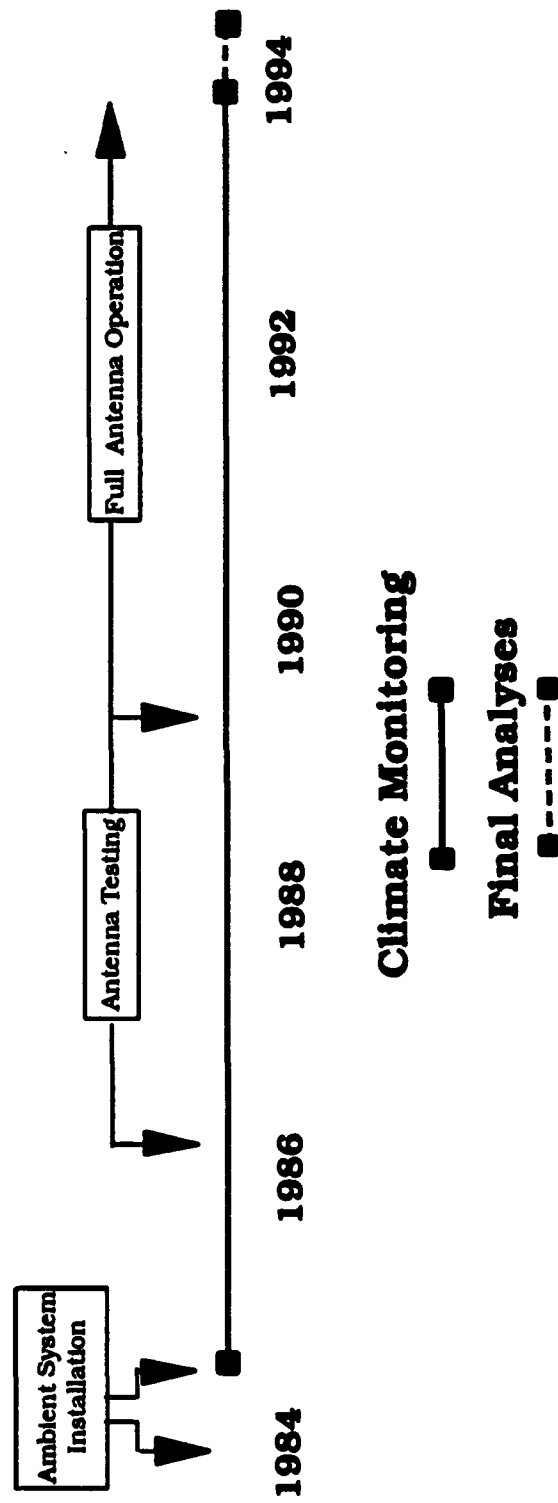 Ambient System
Installation
Antenna Testing
Full Antenna Operation
1984
1986
1988
1990
1992
1994
Climate Monitoring
Final Analyses